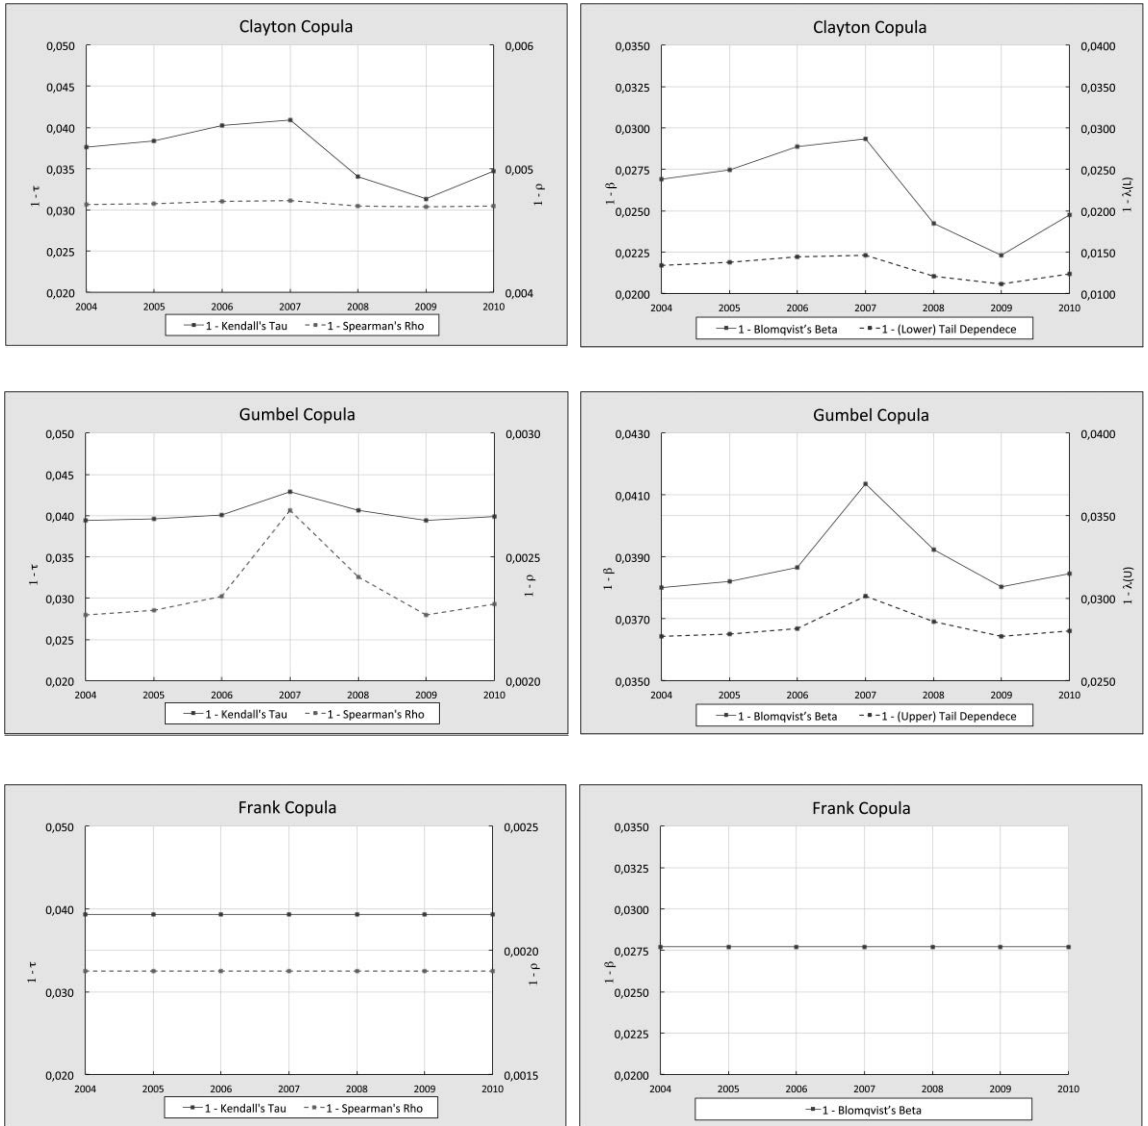 Clayton Copula
0,050
0,045
0,040
0,035
0,030
0,025
0,020
1 - τ
0,006
0,005
0,004
1 - ρ
2004 2005 2006 2007 2008 2009 2010
1 - Kendall's Tau 1 - Spearman's Rho
Clayton Copula
0,0350
0,0325
0,0300
0,0275
0,0250
0,0225
0,0200
1 - β
0,0400
0,0350
0,0300
0,0250
0,0200
0,0150
0,0100
1 - λ(L)
2004 2005 2006 2007 2008 2009 2010
1 - Blomqvist's Beta 1 - (Lower) Tail Dependece
Gumbel Copula
0,050
0,045
0,040
0,035
0,030
0,025
0,020
1 - τ
0,0030
0,0025
0,0020
1 - ρ
2004 2005 2006 2007 2008 2009 2010
1 - Kendall's Tau 1 - Spearman's Rho
Gumbel Copula
0,0430
0,0410
0,0390
0,0370
0,0350
1 - β
0,0400
0,0350
0,0300
0,0250
1 - λ(U)
2004 2005 2006 2007 2008 2009 2010
1 - Blomqvist's Beta 1 - (Upper) Tail Dependece
Frank Copula
0,050
0,040
0,030
0,020
1 - τ
0,0025
0,0020
0,0015
1 - ρ
2004 2005 2006 2007 2008 2009 2010
1 - Kendall's Tau 1 - Spearman's Rho
Frank Copula
0,0350
0,0325
0,0300
0,0275
0,0250
0,0225
0,0200
1 - β
2004 2005 2006 2007 2008 2009 2010
1 - Blomqvist's Beta